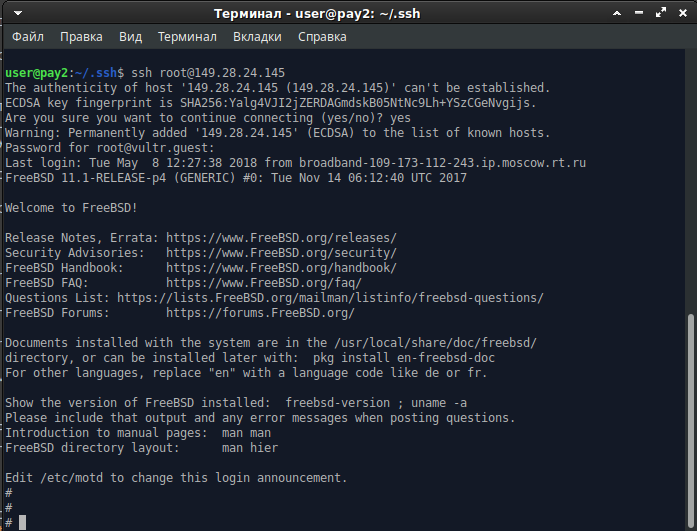 Терминал - user@pay2: ~/.ssh
Файл Правка Вид Терминал Вкладки Справка
user@pay2:~/.ssh$ ssh root@149.28.24.145
The authenticity of host '149.28.24.145 (149.28.24.145)' can't be established.
ECDSA key fingerprint is SHA256:Yalg4VJI2jZERDAGmdskB05NtNc9Lh+YSzCGeNvgijs.
Are you sure you want to continue connecting (yes/no)? yes
Warning: Permanently added '149.28.24.145' (ECDSA) to the list of known hosts.
Password for root@vultr.guest:
Last login: Tue May  8 12:27:38 2018 from broadband-109-173-112-243.ip.moscow.rt.ru
FreeBSD 11.1-RELEASE-p4 (GENERIC) #0: Tue Nov 14 06:12:40 UTC 2017
Welcome to FreeBSD!
Release Notes, Errata: https://www.FreeBSD.org/releases/
Security Advisories:   https://www.FreeBSD.org/security/
FreeBSD Handbook:      https://www.FreeBSD.org/handbook/
FreeBSD FAQ:           https://www.FreeBSD.org/faq/
Questions List: https://lists.FreeBSD.org/mailman/listinfo/freebsd-questions/
FreeBSD Forums:        https://forums.FreeBSD.org/
Documents installed with the system are in the /usr/local/share/doc/freebsd/
directory, or can be installed later with:  pkg install en-freebsd-doc
For other languages, replace "en" with a language code like de or fr.
Show the version of FreeBSD installed:  freebsd-version ; uname -a
Please include that output and any error messages when posting questions.
Introduction to manual pages:  man man
FreeBSD directory layout:      man hier
Edit /etc/motd to change this login announcement.
#
#
#